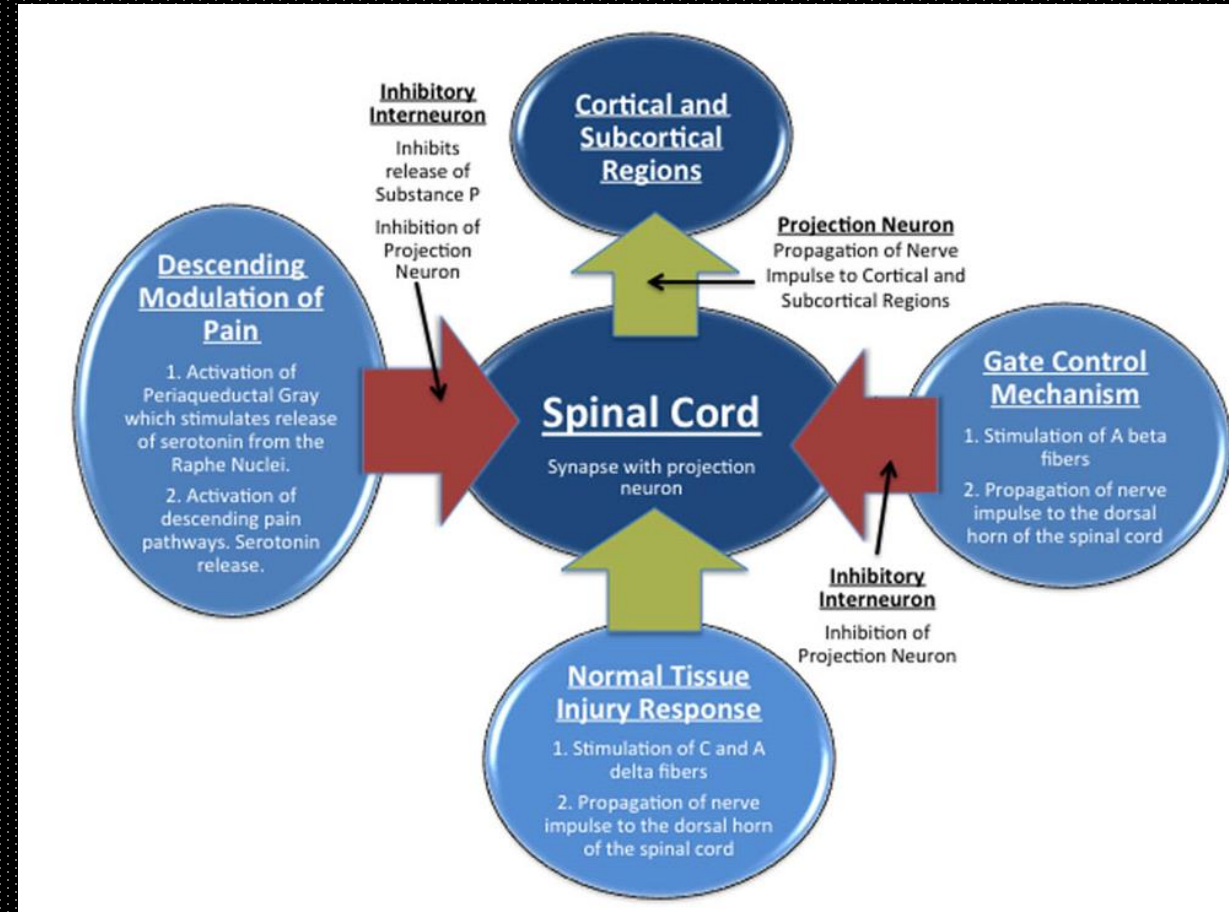 Cortical and
Subcortical
Regions
Inhibitory
Interneuron
Inhibits
release of
Substance P
Inhibition of
Projection
Neuron
Projection Neuron
Propagation of Nerve
Impulse to Cortical and
Subcortical Regions
Descending
Modulation of
Pain
1. Activation of
Periaqueductal Gray
which stimulates release
of serotonin from the
Raphe Nuclei.
2. Activation of
descending pain
pathways. Serotonin
release.
Spinal Cord
Synapse with projection
neuron
Gate Control
Mechanism
1. Stimulation of A beta
fibers
2. Propagation of nerve
impulse to the dorsal
horn of the spinal cord
Inhibitory
Interneuron
Inhibition of
Projection Neuron
Normal Tissue
Injury Response
1. Stimulation of C and A
delta fibers
2. Propagation of nerve
impulse to the dorsal horn
of the spinal cord